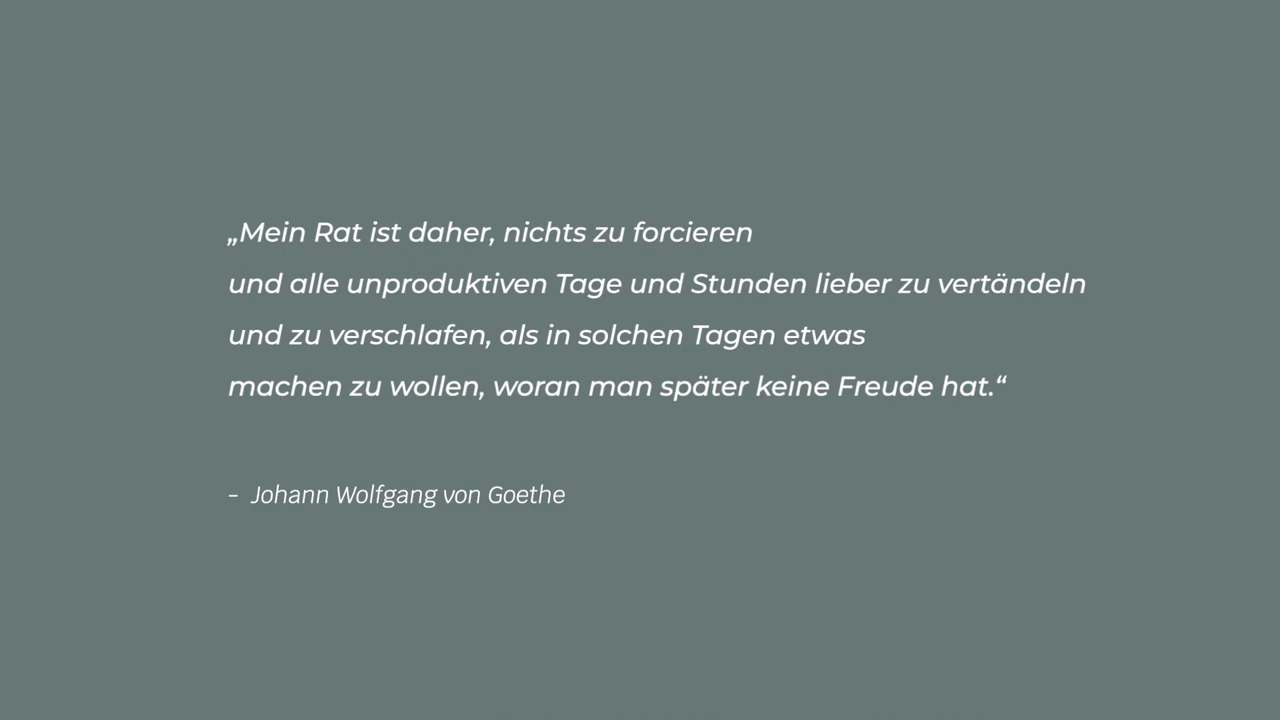 „Mein Rat ist daher, nichts zu forcieren
und alle unproduktiven Tage und Stunden lieber zu vertändeln
und zu verschlafen, als in solchen Tagen etwas
machen zu wollen, woran man später keine Freude hat.“
– Johann Wolfgang von Goethe